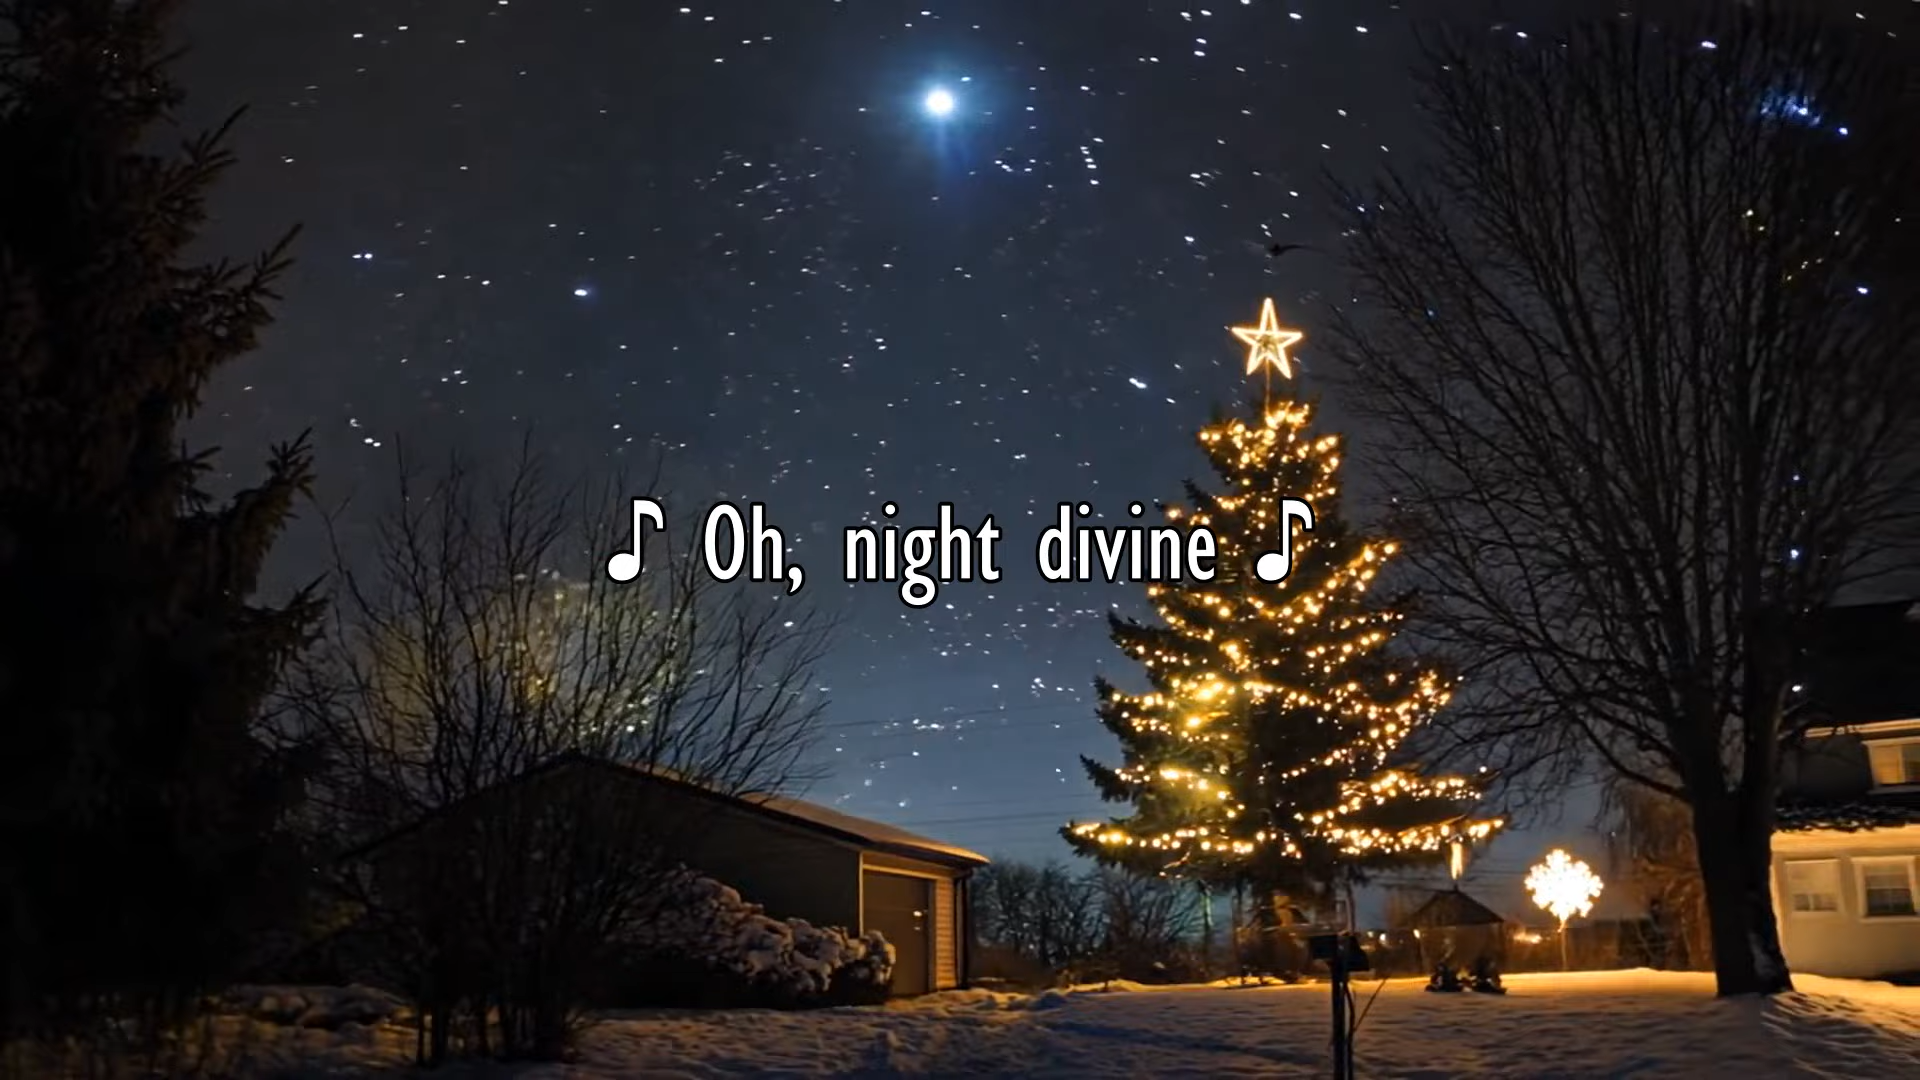 ♪ Oh, night divine ♪